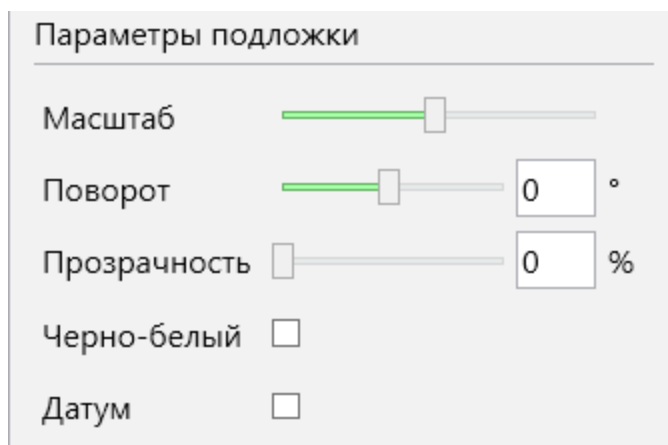 Параметры подложки
Масштаб
Поворот 0 °
Прозрачность 0 %
Черно-белый
Датум